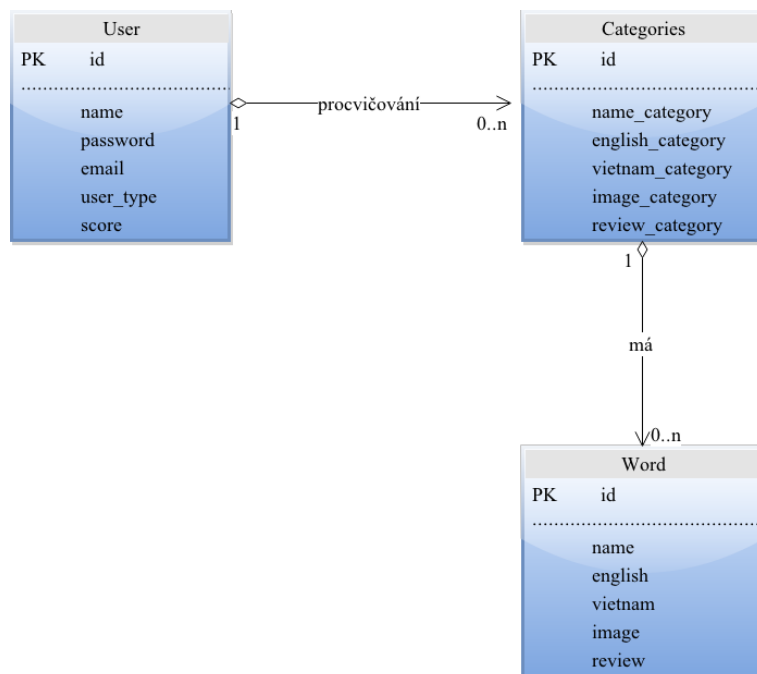 User
PK id
name
password
email
user_type
score
1
procvičování
0..n
Categories
PK id
name_category
english_category
vietnam_category
image_category
review_category
1
má
0..n
Word
PK id
name
english
vietnam
image
review